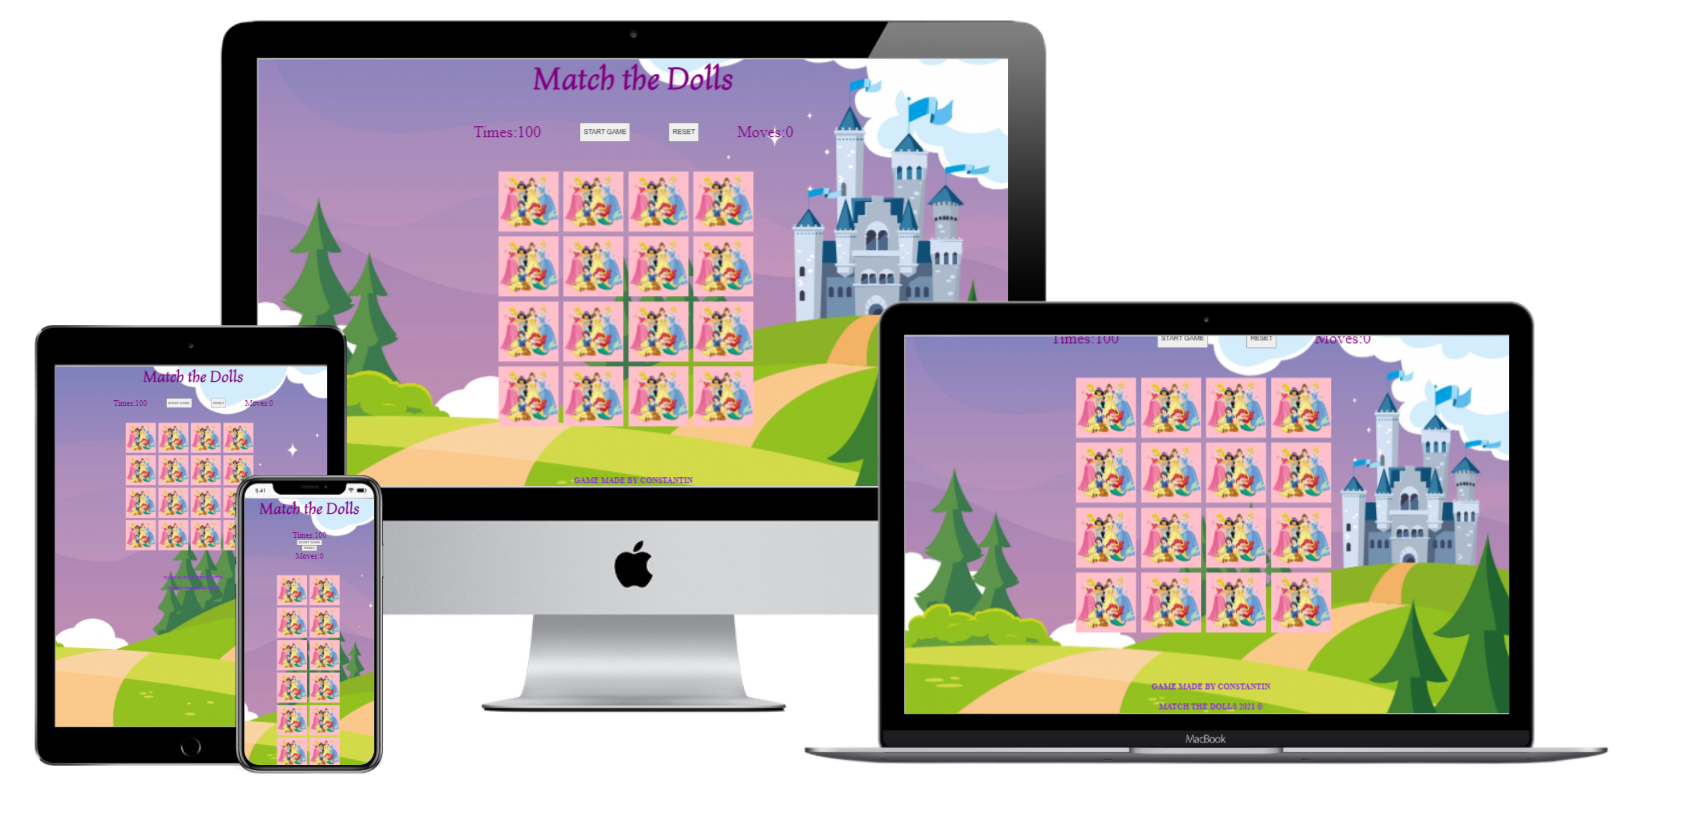 Match the Dolls
Times:100 START GAME RESET Moves:0
GAME MADE BY CONSTANTIN
Times:100 START GAME RESET Moves:0
GAME MADE BY CONSTANTIN
MATCH THE DOLLS 2021 ©
MacBook
Match the Dolls
Times:100 START GAME RESET Moves:0
9:41
Match the Dolls
Times:100
START GAME
RESET
Moves:0